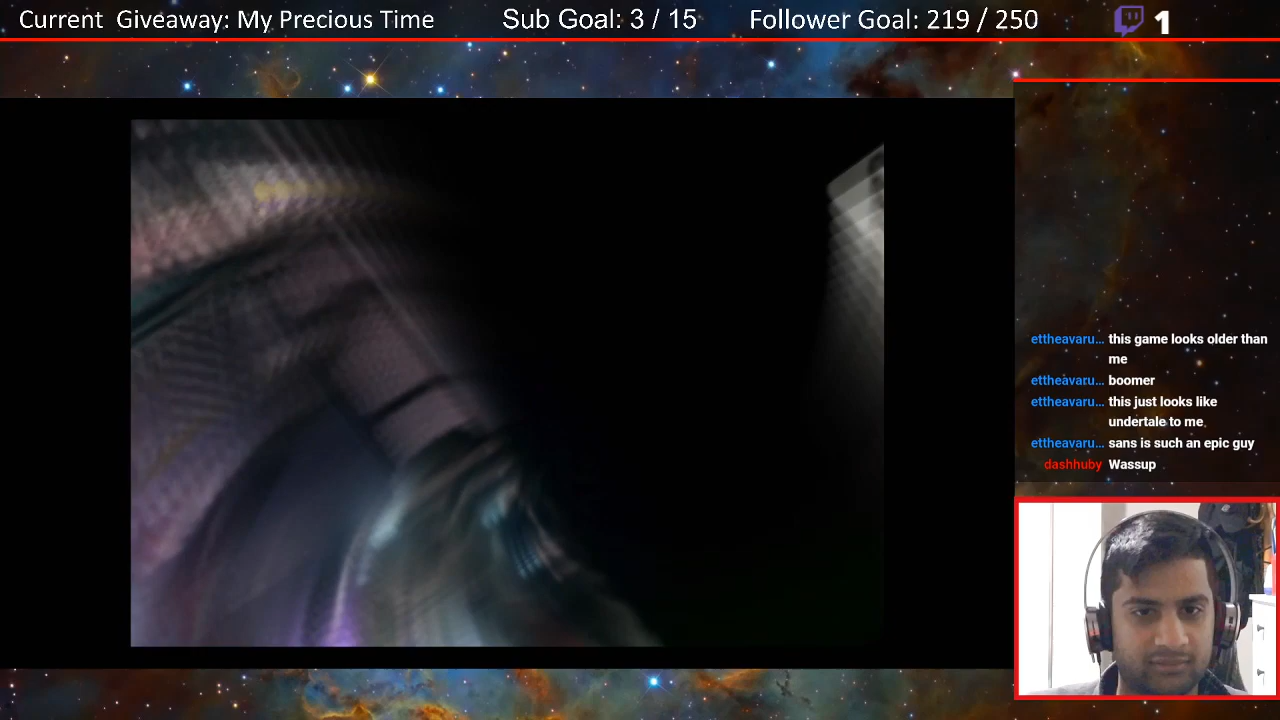 Current Giveaway: My Precious Time Sub Goal: 3 / 15 Follower Goal: 219 / 250 1
ettheavaru... this game looks older than
me
ettheavaru... boomer
ettheavaru... this just looks like
undertale to me
ettheavaru... sans is such an epic guy
dashhuby Wassup